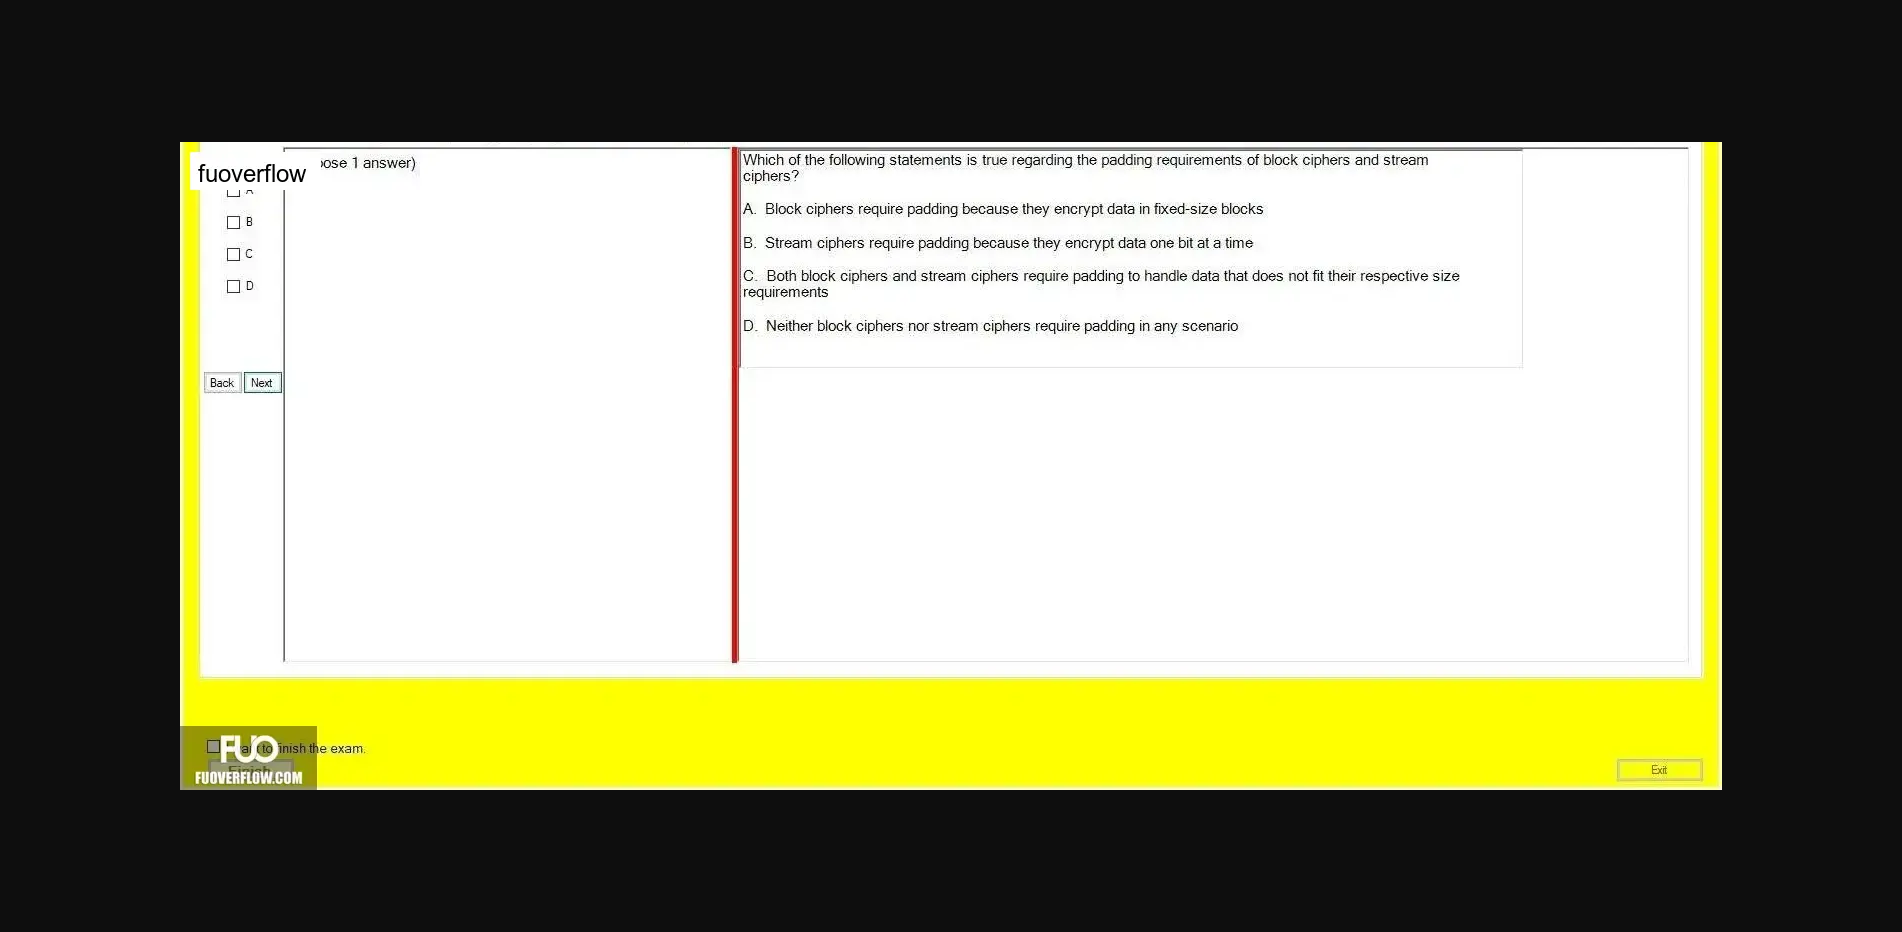 fuoverflow
ose 1 answer)
A
B
C
D
Back
Next
Which of the following statements is true regarding the padding requirements of block ciphers and stream
ciphers?
A. Block ciphers require padding because they encrypt data in fixed-size blocks
B. Stream ciphers require padding because they encrypt data one bit at a time
C. Both block ciphers and stream ciphers require padding to handle data that does not fit their respective size
requirements
D. Neither block ciphers nor stream ciphers require padding in any scenario
to finish the exam.
FUO
FUOVERFLOW.COM
Finish
Exit